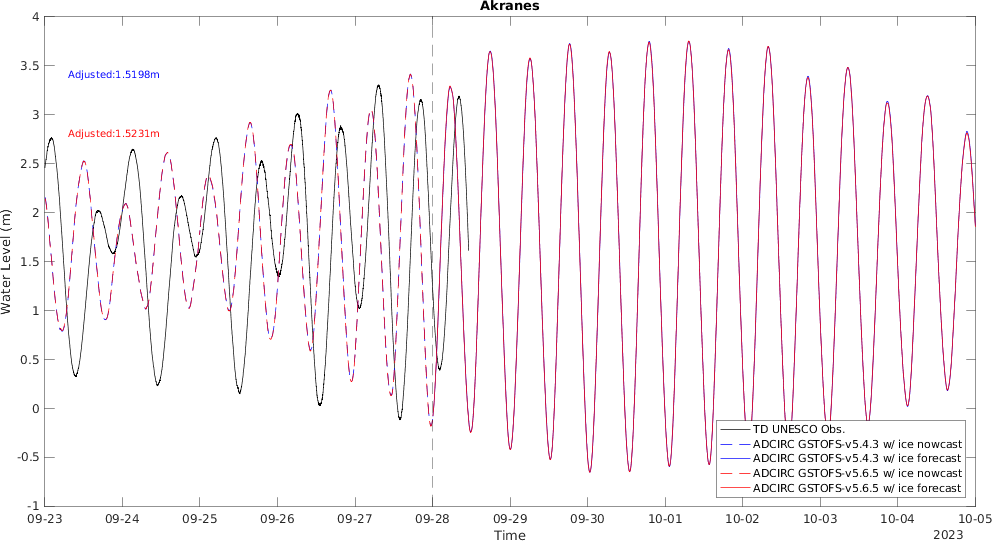 Akranes
4
3.5
3
2.5
2
1.5
1
0.5
0
-0.5
-1
Water Level (m)
Adjusted:1.5198m
Adjusted:1.5231m
TD UNESCO Obs.
ADCIRC GSTOFS-v5.4.3 w/ ice nowcast
ADCIRC GSTOFS-v5.4.3 w/ ice forecast
ADCIRC GSTOFS-v5.6.5 w/ ice nowcast
ADCIRC GSTOFS-v5.6.5 w/ ice forecast
09-23 09-24 09-25 09-26 09-27 09-28 09-29 09-30 10-01 10-02 10-03 10-04 10-05
Time
2023